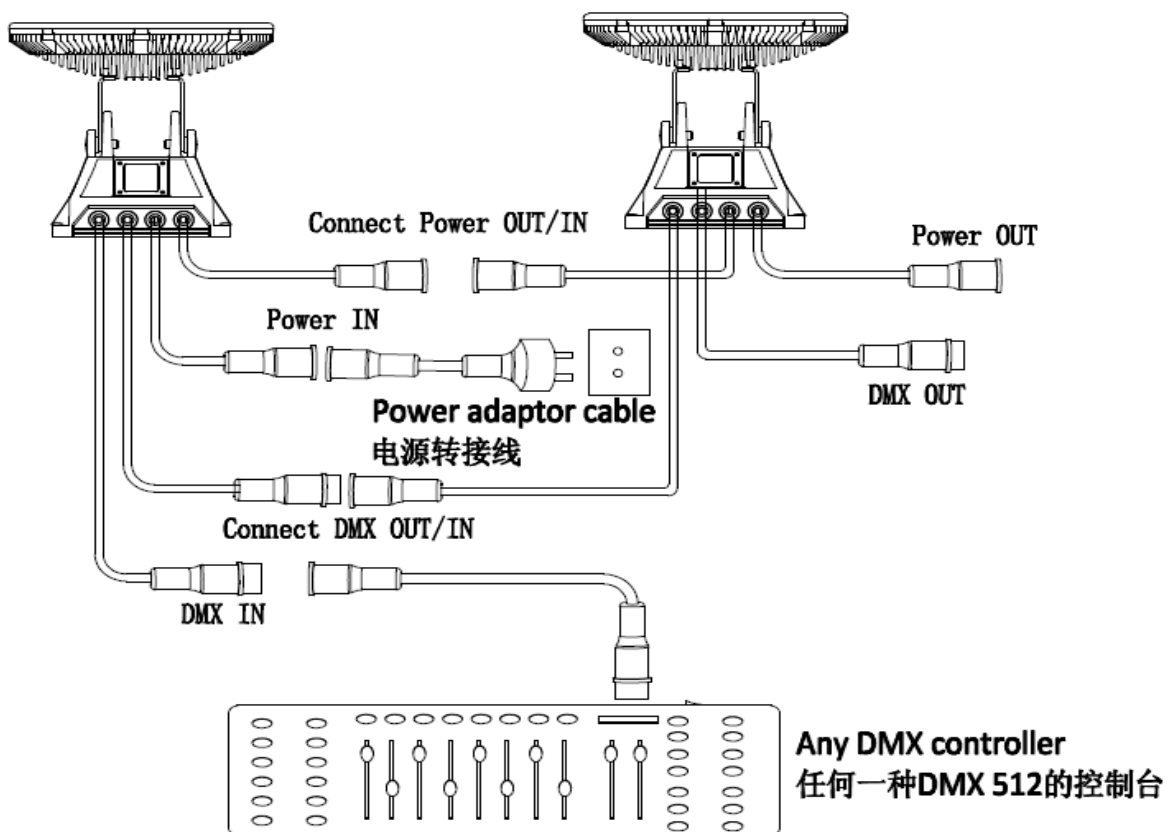 Connect Power OUT/IN
Power OUT
Power IN
DMX OUT
Power adaptor cable
电源转接线
Connect DMX OUT/IN
DMX IN
Any DMX controller
任何一种DMX 512的控制台